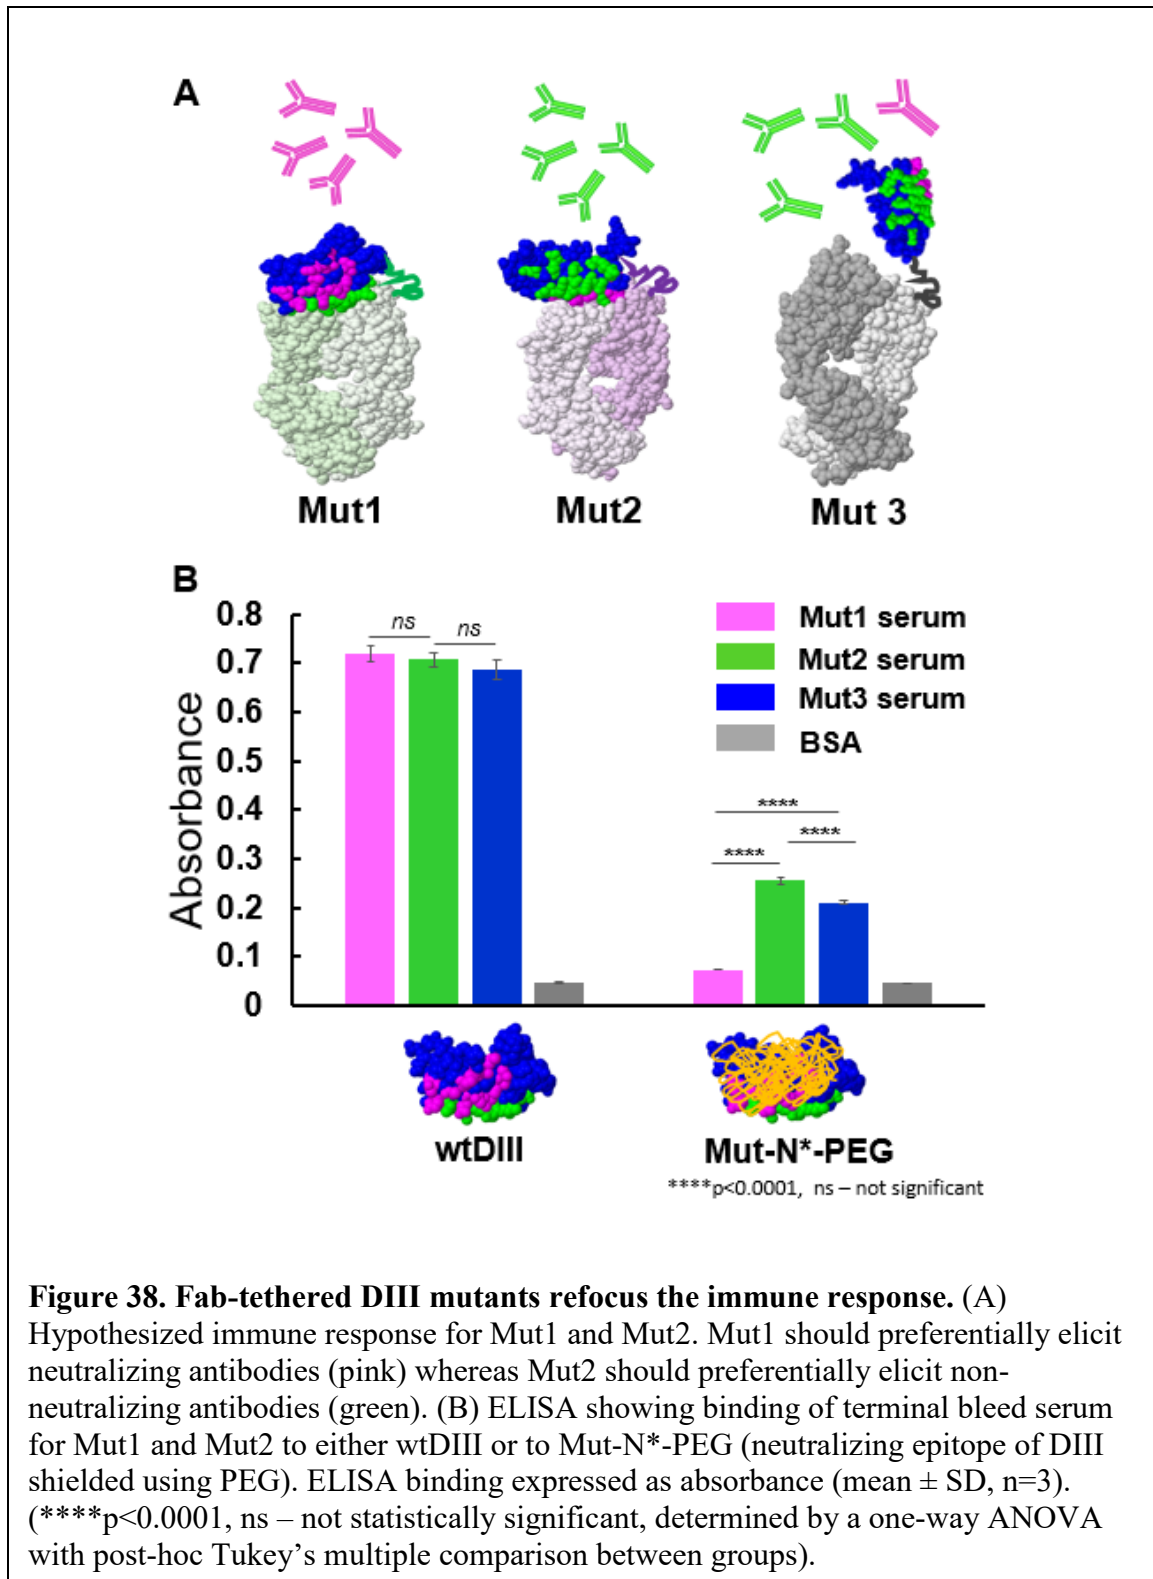 A
Mut1
Mut2
Mut 3
B
Absorbance
0.8
0.7
0.6
0.5
0.4
0.3
0.2
0.1
0
ns
ns
Mut1 serum
Mut2 serum
Mut3 serum
BSA
****
****
****
wtDIII
Mut-N*-PEG
****p<0.0001, ns – not significant
Figure 38. Fab-tethered DIII mutants refocus the immune response. (A)
Hypothesized immune response for Mut1 and Mut2. Mut1 should preferentially elicit
neutralizing antibodies (pink) whereas Mut2 should preferentially elicit non-
neutralizing antibodies (green). (B) ELISA showing binding of terminal bleed serum
for Mut1 and Mut2 to either wtDIII or to Mut-N*-PEG (neutralizing epitope of DIII
shielded using PEG). ELISA binding expressed as absorbance (mean ± SD, n=3).
(****p<0.0001, ns – not statistically significant, determined by a one-way ANOVA
with post-hoc Tukey’s multiple comparison between groups).